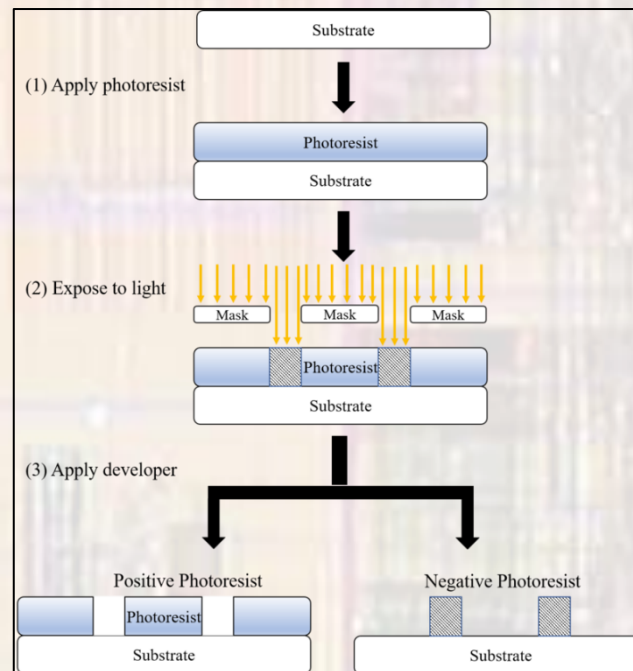 Substrate
(1) Apply photoresist
Photoresist
Substrate
(2) Expose to light
Mask
Mask
Mask
Photoresist
Substrate
(3) Apply developer
Positive Photoresist
Negative Photoresist
Photoresist
Substrate
Substrate